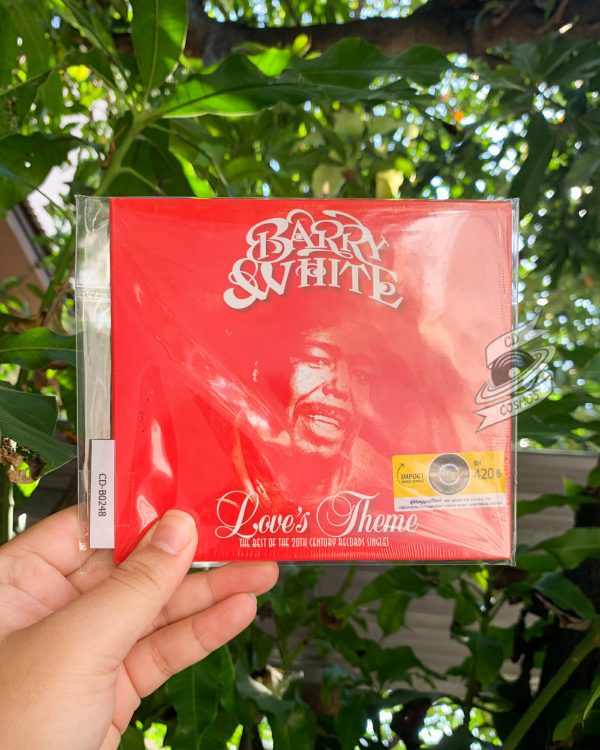 BARRY
WHITE
CD
COSMOS
IMPORT
420 ฿
CD-B0248
Love's Theme
THE BEST OF THE 20TH CENTURY RECORDS SINGLES